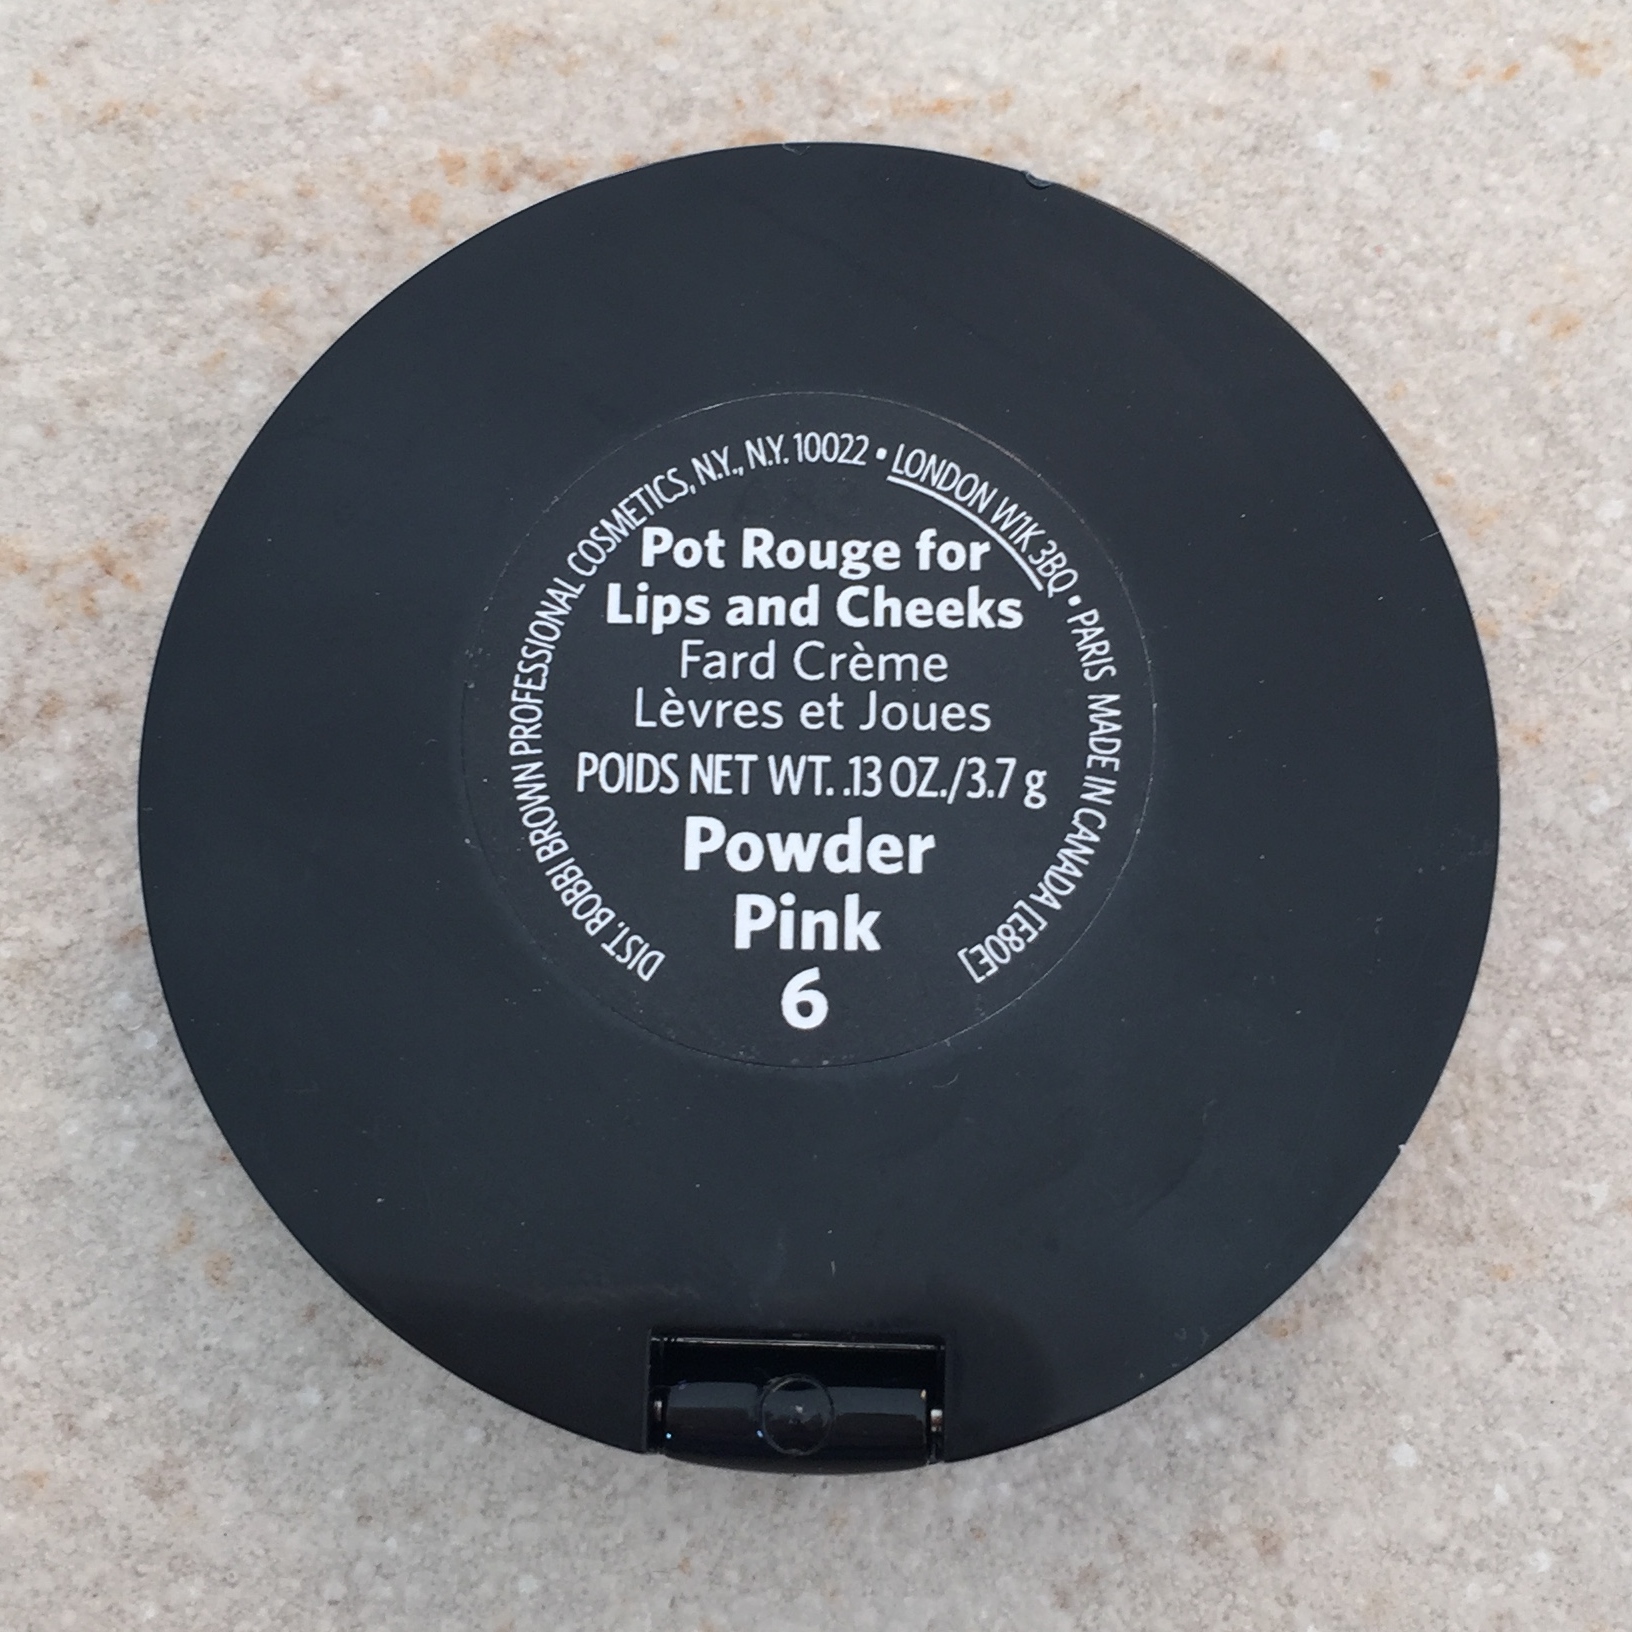 DIST. BOBBI BROWN PROFESSIONAL COSMETICS, N.Y., N.Y. 10022 • LONDON W1K 3BQ • PARIS MADE IN CANADA [E80E]
Pot Rouge for
Lips and Cheeks
Fard Crème
Lèvres et Joues
POIDS NET WT. .13 OZ./3.7 g
Powder
Pink
6